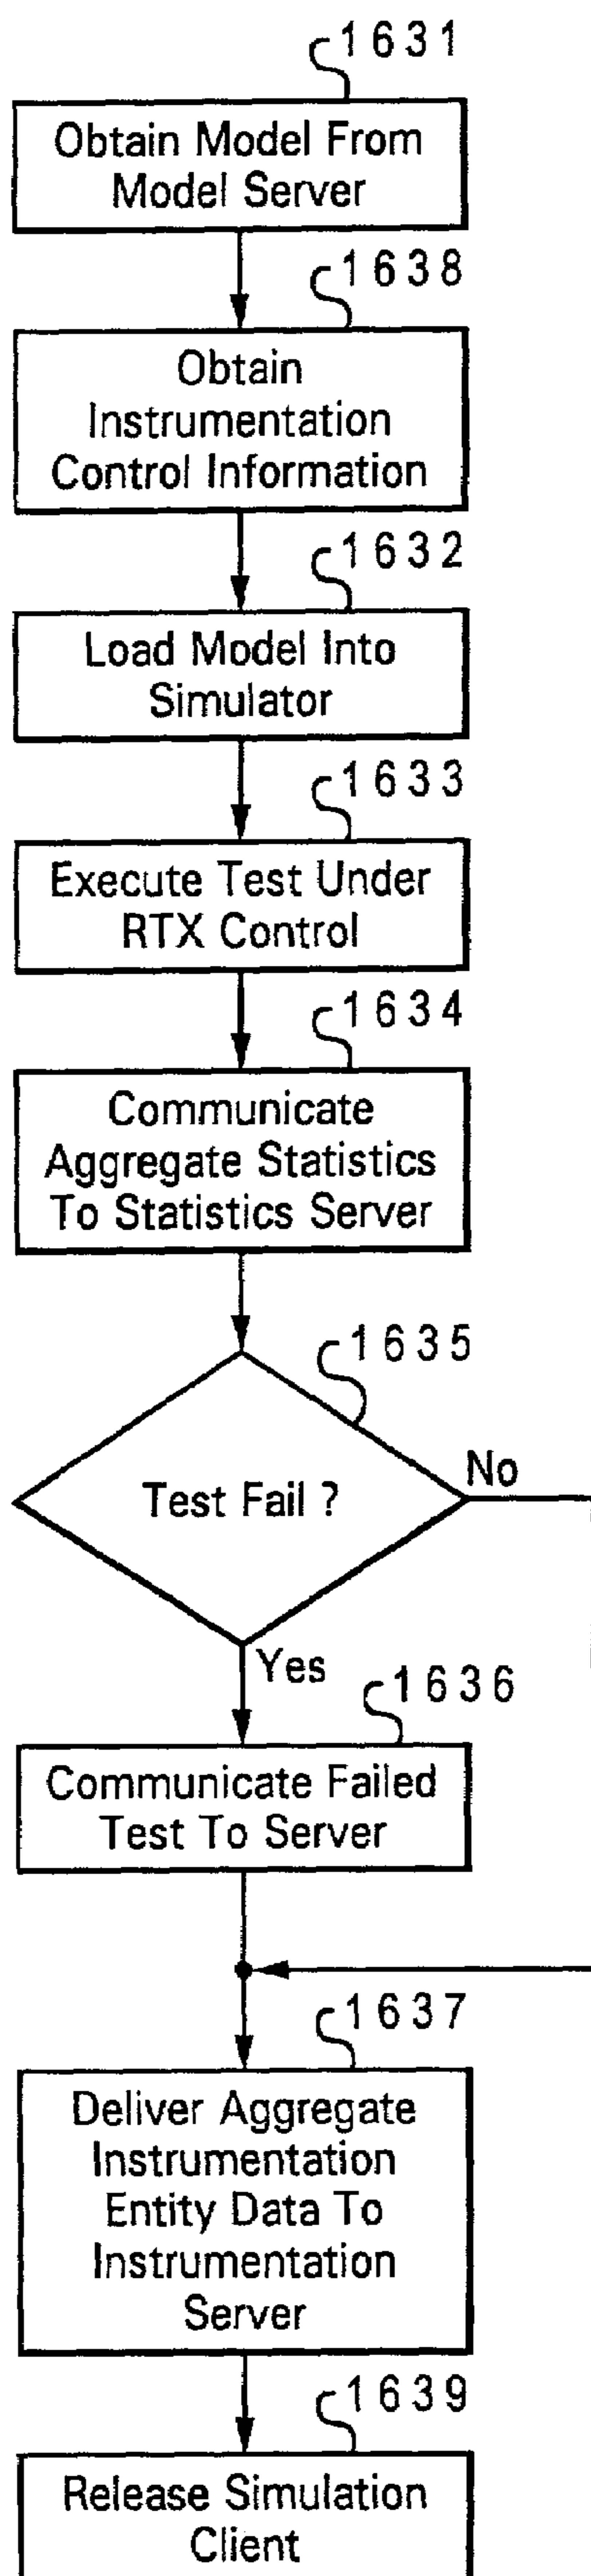 1631
Obtain Model From
Model Server
1638
Obtain
Instrumentation
Control Information
1632
Load Model Into
Simulator
1633
Execute Test Under
RTX Control
1634
Communicate
Aggregate Statistics
To Statistics Server
1635
Test Fail ?
No
Yes
1636
Communicate Failed
Test To Server
1637
Deliver Aggregate
Instrumentation
Entity Data To
Instrumentation
Server
1639
Release Simulation
Client